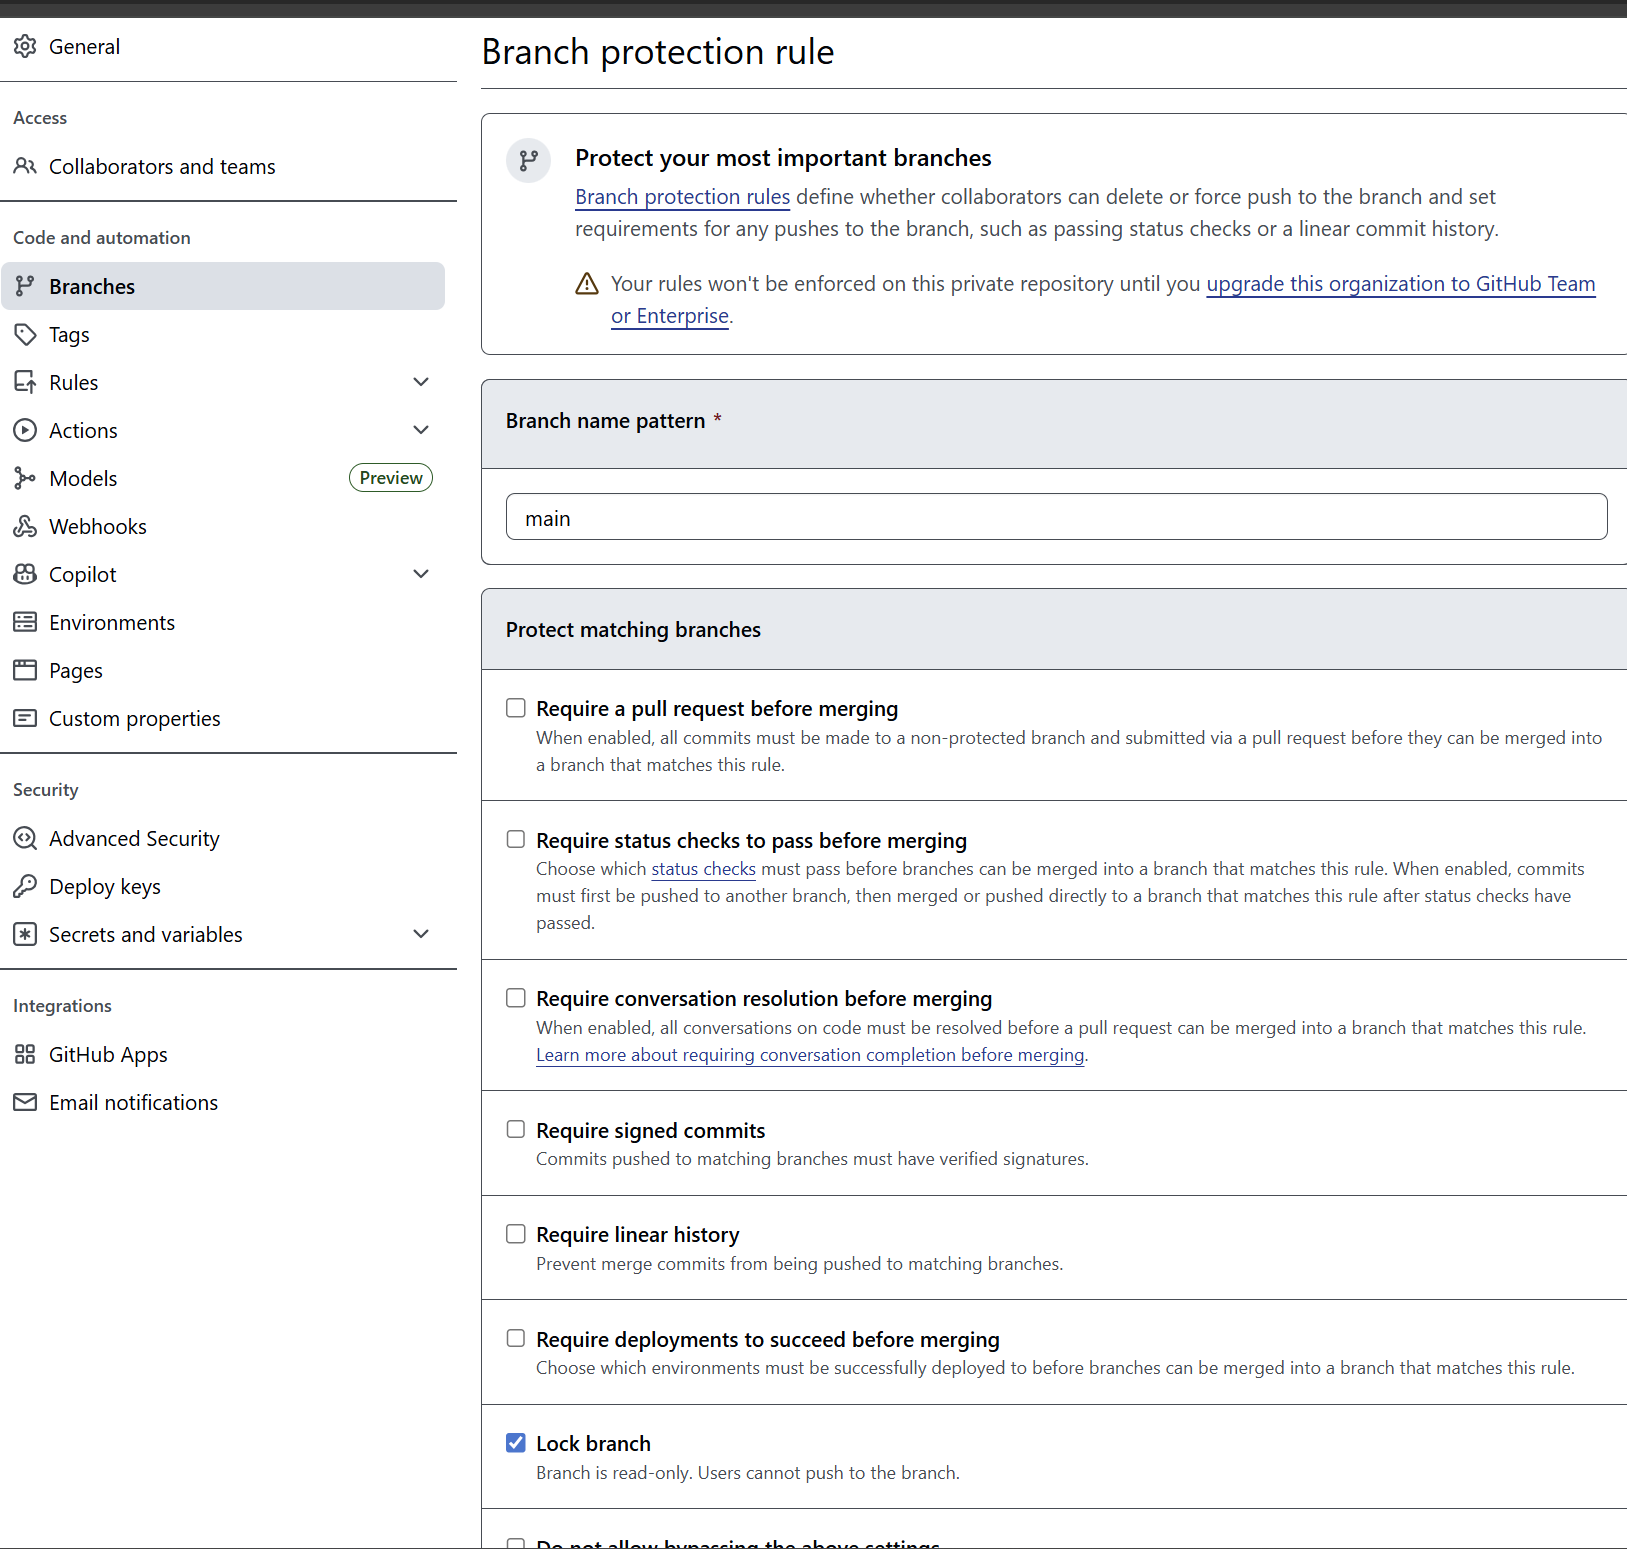 General
Access
Collaborators and teams
Code and automation
Branches
Tags
Rules
Actions
Models
Preview
Webhooks
Copilot
Environments
Pages
Custom properties
Security
Advanced Security
Deploy keys
Secrets and variables
Integrations
GitHub Apps
Email notifications
Branch protection rule
Protect your most important branches
Branch protection rules define whether collaborators can delete or force push to the branch and set
requirements for any pushes to the branch, such as passing status checks or a linear commit history.
Your rules won't be enforced on this private repository until you upgrade this organization to GitHub Team
or Enterprise.
Branch name pattern *
main
Protect matching branches
Require a pull request before merging
When enabled, all commits must be made to a non-protected branch and submitted via a pull request before they can be merged into
a branch that matches this rule.
Require status checks to pass before merging
Choose which status checks must pass before branches can be merged into a branch that matches this rule. When enabled, commits
must first be pushed to another branch, then merged or pushed directly to a branch that matches this rule after status checks have
passed.
Require conversation resolution before merging
When enabled, all conversations on code must be resolved before a pull request can be merged into a branch that matches this rule.
Learn more about requiring conversation completion before merging.
Require signed commits
Commits pushed to matching branches must have verified signatures.
Require linear history
Prevent merge commits from being pushed to matching branches.
Require deployments to succeed before merging
Choose which environments must be successfully deployed to before branches can be merged into a branch that matches this rule.
Lock branch
Branch is read-only. Users cannot push to the branch.
Do not allow bypassing the above settings